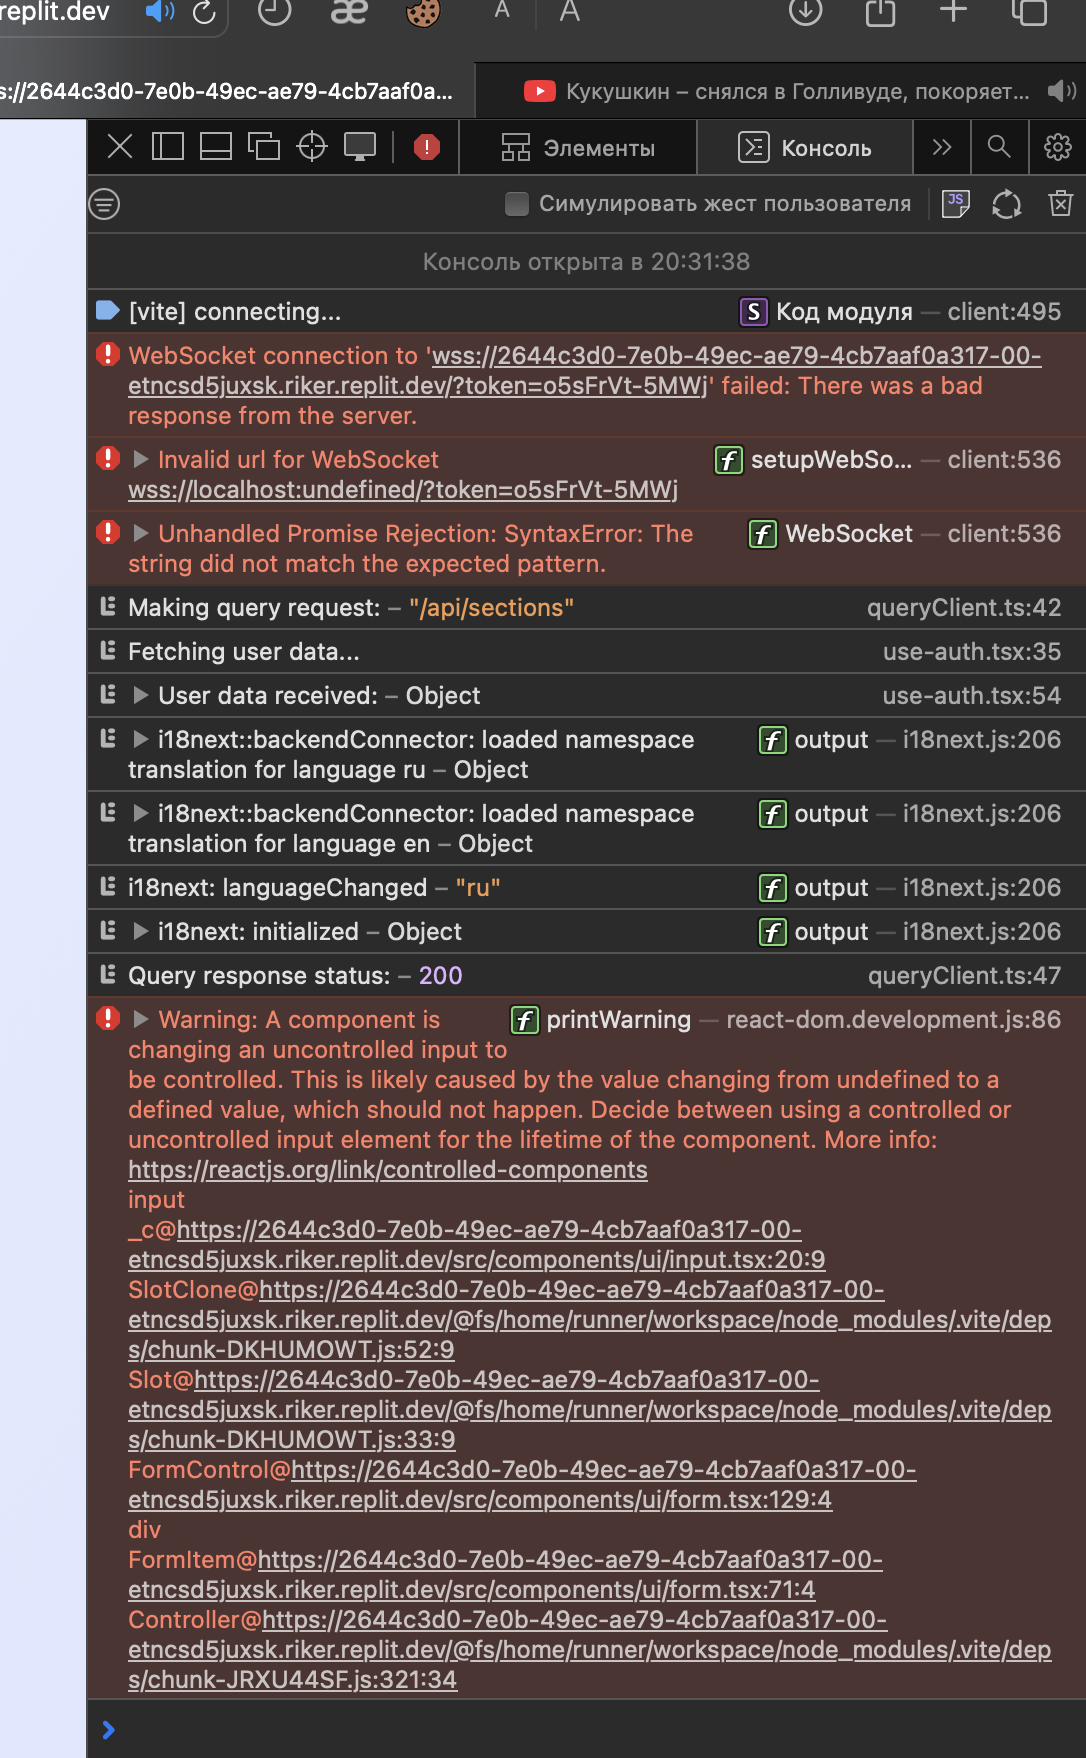 replit.dev
æ
A
A
s://2644c3d0-7e0b-49ec-ae79-4cb7aaf0a...
Кукушкин – снялся в Голливуде, покоряет...
Элементы
Консоль
Симулировать жест пользователя
JS
Консоль открыта в 20:31:38
[vite] connecting...
S Код модуля — client:495
WebSocket connection to 'wss://2644c3d0-7e0b-49ec-ae79-4cb7aaf0a317-00-
etncsd5juxsk.riker.replit.dev/?token=o5sFrVt-5MWj' failed: There was a bad
response from the server.
Invalid url for WebSocket
f setupWebSo... — client:536
wss://localhost:undefined/?token=o5sFrVt-5MWj
Unhandled Promise Rejection: SyntaxError: The
f WebSocket — client:536
string did not match the expected pattern.
Making query request: – "/api/sections"
queryClient.ts:42
Fetching user data...
use-auth.tsx:35
User data received: – Object
use-auth.tsx:54
i18next::backendConnector: loaded namespace
f output — i18next.js:206
translation for language ru – Object
i18next::backendConnector: loaded namespace
f output — i18next.js:206
translation for language en – Object
i18next: languageChanged – "ru"
f output — i18next.js:206
i18next: initialized – Object
f output — i18next.js:206
Query response status: – 200
queryClient.ts:47
Warning: A component is
f printWarning — react-dom.development.js:86
changing an uncontrolled input to
be controlled. This is likely caused by the value changing from undefined to a
defined value, which should not happen. Decide between using a controlled or
uncontrolled input element for the lifetime of the component. More info:
https://reactjs.org/link/controlled-components
input
_c@https://2644c3d0-7e0b-49ec-ae79-4cb7aaf0a317-00-
etncsd5juxsk.riker.replit.dev/src/components/ui/input.tsx:20:9
SlotClone@https://2644c3d0-7e0b-49ec-ae79-4cb7aaf0a317-00-
etncsd5juxsk.riker.replit.dev/@fs/home/runner/workspace/node_modules/.vite/dep
s/chunk-DKHUMOWT.js:52:9
Slot@https://2644c3d0-7e0b-49ec-ae79-4cb7aaf0a317-00-
etncsd5juxsk.riker.replit.dev/@fs/home/runner/workspace/node_modules/.vite/dep
s/chunk-DKHUMOWT.js:33:9
FormControl@https://2644c3d0-7e0b-49ec-ae79-4cb7aaf0a317-00-
etncsd5juxsk.riker.replit.dev/src/components/ui/form.tsx:129:4
div
FormItem@https://2644c3d0-7e0b-49ec-ae79-4cb7aaf0a317-00-
etncsd5juxsk.riker.replit.dev/src/components/ui/form.tsx:71:4
Controller@https://2644c3d0-7e0b-49ec-ae79-4cb7aaf0a317-00-
etncsd5juxsk.riker.replit.dev/@fs/home/runner/workspace/node_modules/.vite/dep
s/chunk-JRXU44SF.js:321:34